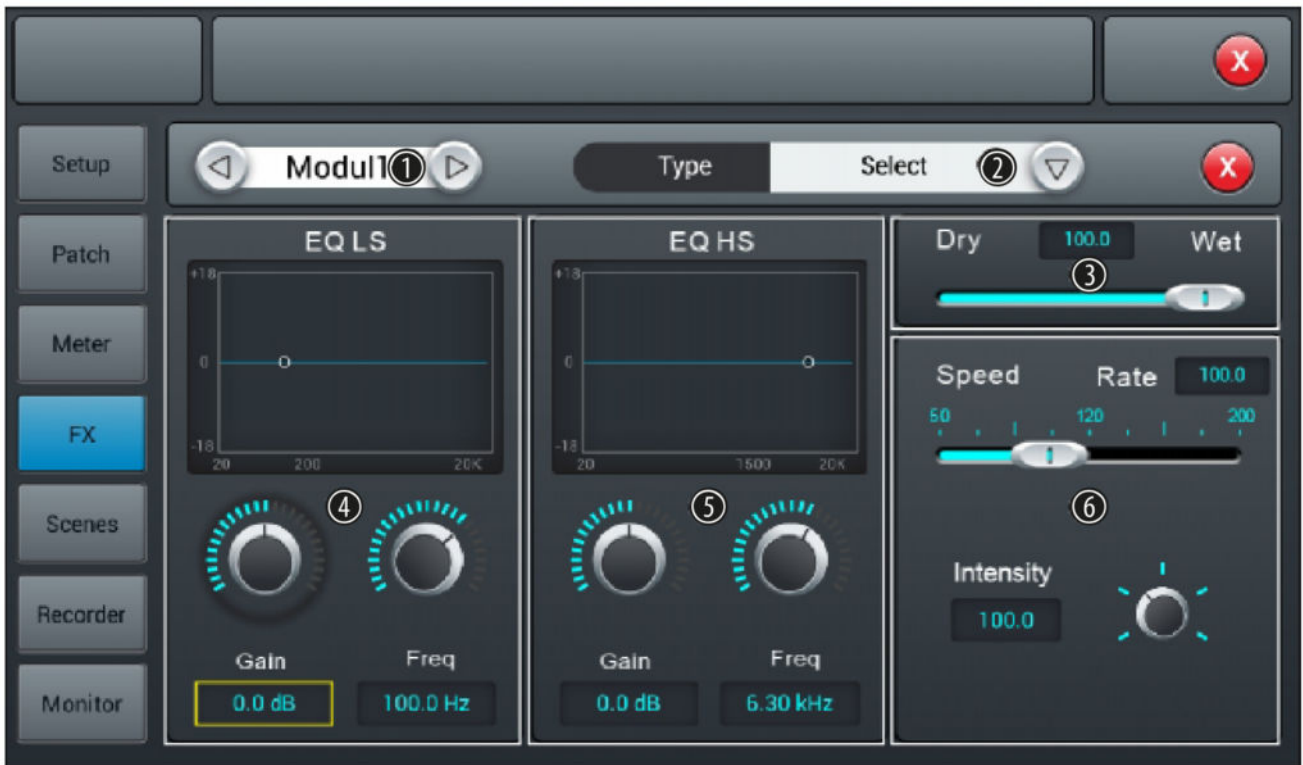 X
Setup
Modul1 ①
Type
Select ②
X
Patch
Meter
FX
Scenes
Recorder
Monitor
EQ LS
+18
0
-18
20 200 20K
④
Gain Freq
0.0 dB 100.0 Hz
EQ HS
+18
0
-18
20 1500 20K
⑤
Gain Freq
0.0 dB 6.30 kHz
Dry 100.0 Wet
③
Speed Rate 100.0
50 120 200
⑥
Intensity
100.0